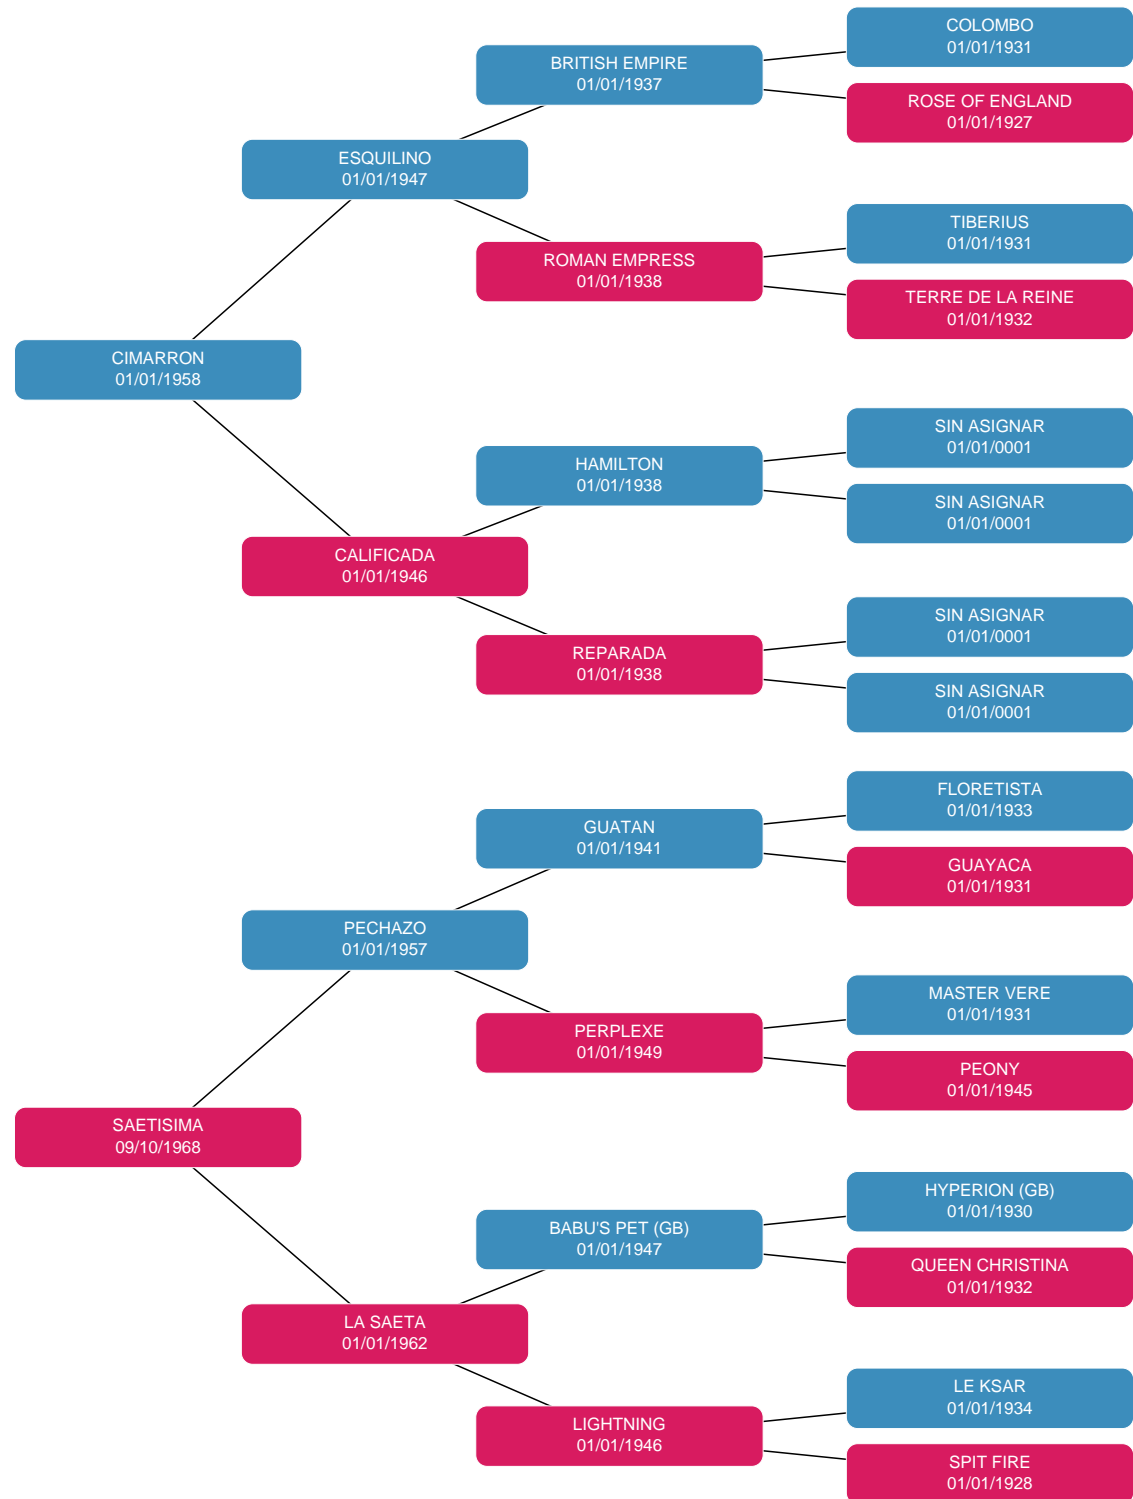 COLOMBO
01/01/1931
BRITISH EMPIRE
01/01/1937
ROSE OF ENGLAND
01/01/1927
ESQUILINO
01/01/1947
TIBERIUS
01/01/1931
ROMAN EMPRESS
01/01/1938
TERRE DE LA REINE
01/01/1932
CIMARRON
01/01/1958
SIN ASIGNAR
01/01/0001
HAMILTON
01/01/1938
SIN ASIGNAR
01/01/0001
CALIFICADA
01/01/1946
SIN ASIGNAR
01/01/0001
REPARADA
01/01/1938
SIN ASIGNAR
01/01/0001
FLORETISTA
01/01/1933
GUATAN
01/01/1941
GUAYACA
01/01/1931
PECHAZO
01/01/1957
MASTER VERE
01/01/1931
PERPLEXE
01/01/1949
PEONY
01/01/1945
SAETISIMA
09/10/1968
HYPERION (GB)
01/01/1930
BABU'S PET (GB)
01/01/1947
QUEEN CHRISTINA
01/01/1932
LA SAETA
01/01/1962
LE KSAR
01/01/1934
LIGHTNING
01/01/1946
SPIT FIRE
01/01/1928